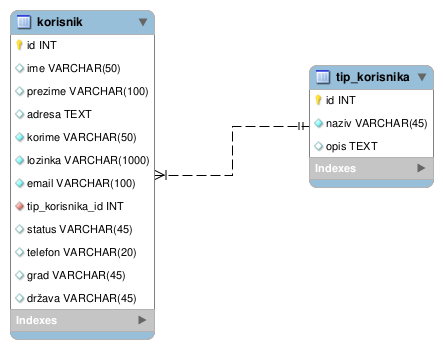 korisnik
id INT
ime VARCHAR(50)
prezime VARCHAR(100)
adresa TEXT
korime VARCHAR(50)
lozinka VARCHAR(1000)
email VARCHAR(100)
tip_korisnika_id INT
status VARCHAR(45)
telefon VARCHAR(20)
grad VARCHAR(45)
država VARCHAR(45)
Indexes
tip_korisnika
id INT
naziv VARCHAR(45)
opis TEXT
Indexes